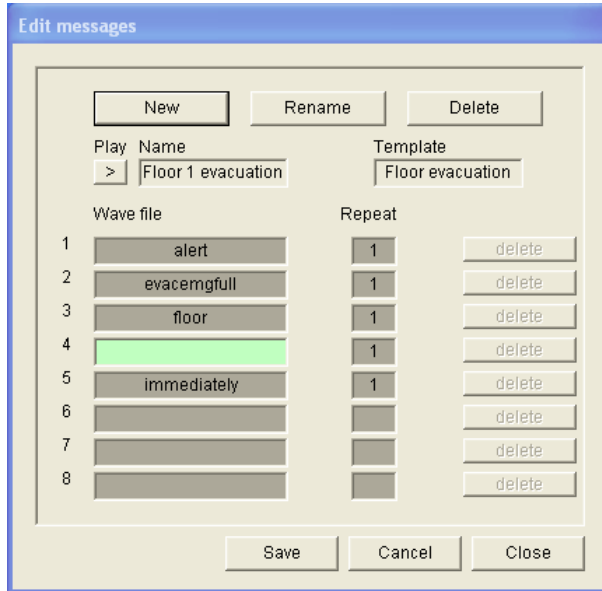 Edit messages
New Rename Delete
Play Name Template
> Floor 1 evacuation Floor evacuation
Wave file Repeat
1 alert 1 delete
2 evacemgfull 1 delete
3 floor 1 delete
4 1 delete
5 immediately 1 delete
6 delete
7 delete
8 delete
Save Cancel Close